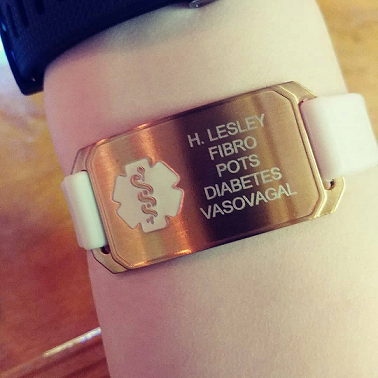 H. LESLEY
FIBRO
POTS
DIABETES
VASOVAGAL